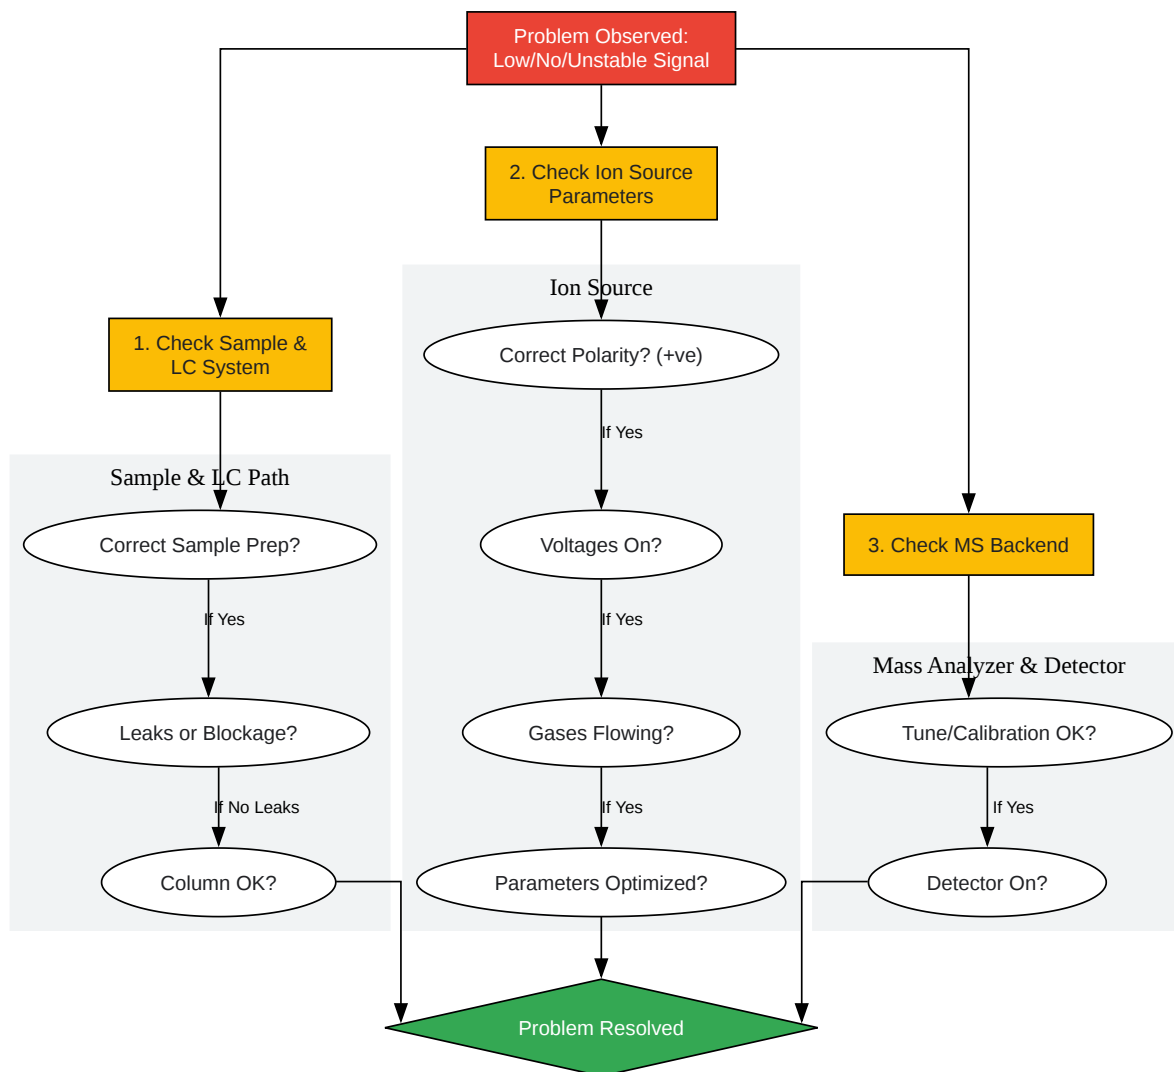 Problem Observed:
Low/No/Unstable Signal
2. Check Ion Source
Parameters
Ion Source
1. Check Sample &
LC System
Correct Polarity? (+ve)
If Yes
Sample & LC Path
Correct Sample Prep?
Voltages On?
3. Check MS Backend
If Yes
If Yes
Mass Analyzer & Detector
Leaks or Blockage?
Gases Flowing?
Tune/Calibration OK?
If No Leaks
If Yes
If Yes
Column OK?
Parameters Optimized?
Detector On?
Problem Resolved